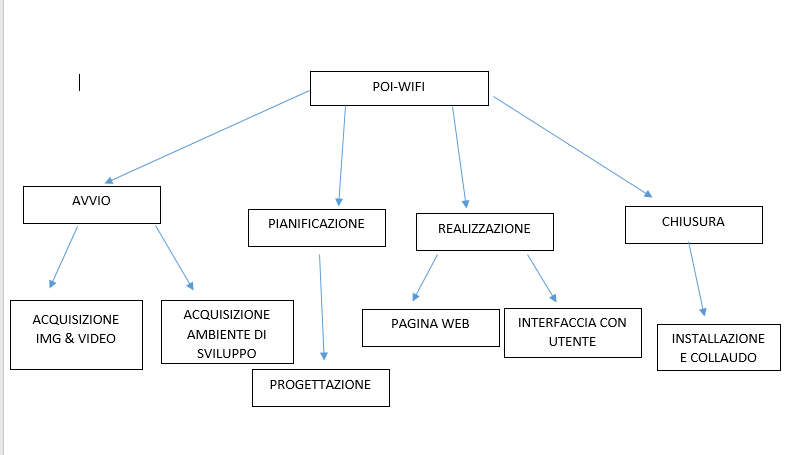 POI-WIFI
AVVIO
PIANIFICAZIONE
REALIZZAZIONE
CHIUSURA
ACQUISIZIONE
IMG & VIDEO
ACQUISIZIONE
AMBIENTE DI
SVILUPPO
PROGETTAZIONE
PAGINA WEB
INTERFACCIA CON
UTENTE
INSTALLAZIONE
E COLLAUDO